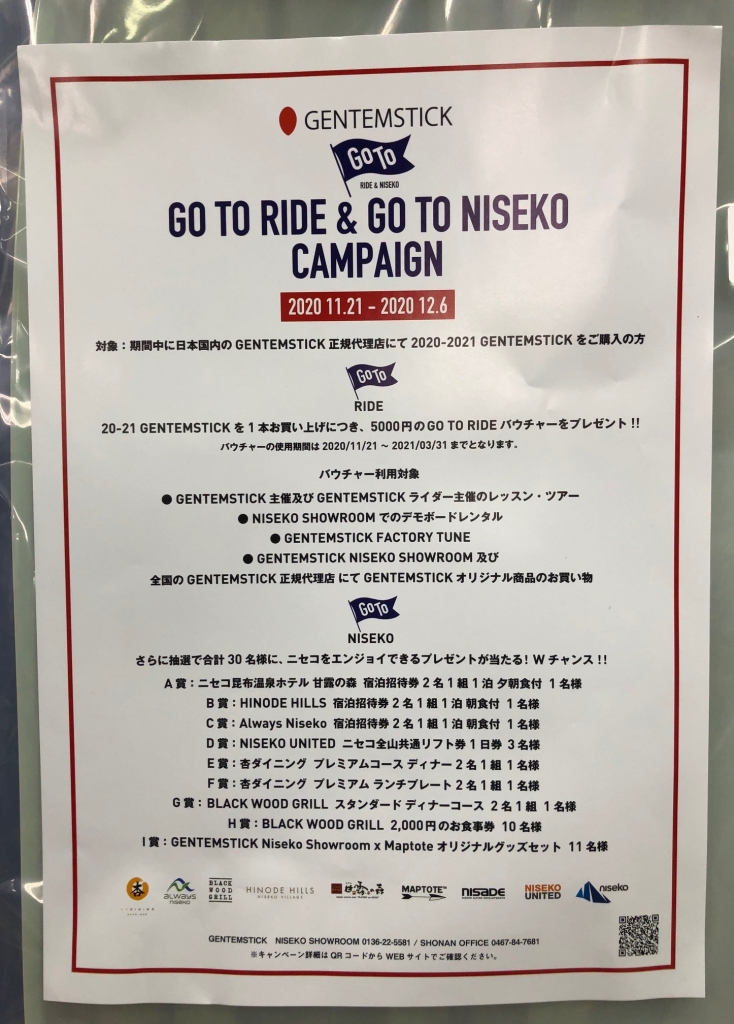 GENTEMSTICK
GOTO
RIDE & NISEKO
GO TO RIDE & GO TO NISEKO
CAMPAIGN
2020 11.21 - 2020 12.6
対象：期間中に日本国内の GENTEMSTICK 正規代理店にて 2020-2021 GENTEMSTICK をご購入の方
GOTO
RIDE
20-21 GENTEMSTICK を 1 本お買い上げにつき、5000円の GO TO RIDE バウチャーをプレゼント !!
バウチャーの使用期間は 2020/11/21 ～ 2021/03/31 までとなります。
バウチャー利用対象
● GENTEMSTICK 主催及び GENTEMSTICK ライダー主催のレッスン・ツアー
● NISEKO SHOWROOM でのデモボードレンタル
● GENTEMSTICK FACTORY TUNE
● GENTEMSTICK NISEKO SHOWROOM 及び
全国の GENTEMSTICK 正規代理店 にて GENTEMSTICK オリジナル商品のお買い物
GOTO
NISEKO
さらに抽選で合計 30 名様に、ニセコをエンジョイできるプレゼントが当たる! W チャンス !!
A 賞：ニセコ昆布温泉ホテル 甘露の森 宿泊招待券 2 名 1 組 1 泊 夕朝食付 1 名様
B 賞：HINODE HILLS 宿泊招待券 2 名 1 組 1 泊 朝食付 1 名様
C 賞：Always Niseko 宿泊招待券 2 名 1 組 1 泊 朝食付 1 名様
D 賞：NISEKO UNITED ニセコ全山共通リフト券 1 日券 3 名様
E 賞：杏ダイニング プレミアムコース ディナー 2 名 1 組 1 名様
F 賞：杏ダイニング プレミアム ランチプレート 2 名 1 組 1 名様
G 賞：BLACK WOOD GRILL スタンダード ディナーコース 2 名 1 組 1 名様
H 賞：BLACK WOOD GRILL 2,000円のお食事券 10 名様
I 賞：GENTEMSTICK Niseko Showroom x Maptote オリジナルグッズセット 11 名様
杏
always niseko
BLACK WOOD GRILL
HINODE HILLS
NISEKO VILLAGE
MAPTOTE™
NISADE
NISEKO UNITED
niseko
GENTEMSTICK NISEKO SHOWROOM 0136-22-5581 / SHONAN OFFICE 0467-84-7681
※キャンペーン詳細は QR コードから WEB サイトでご確認ください。